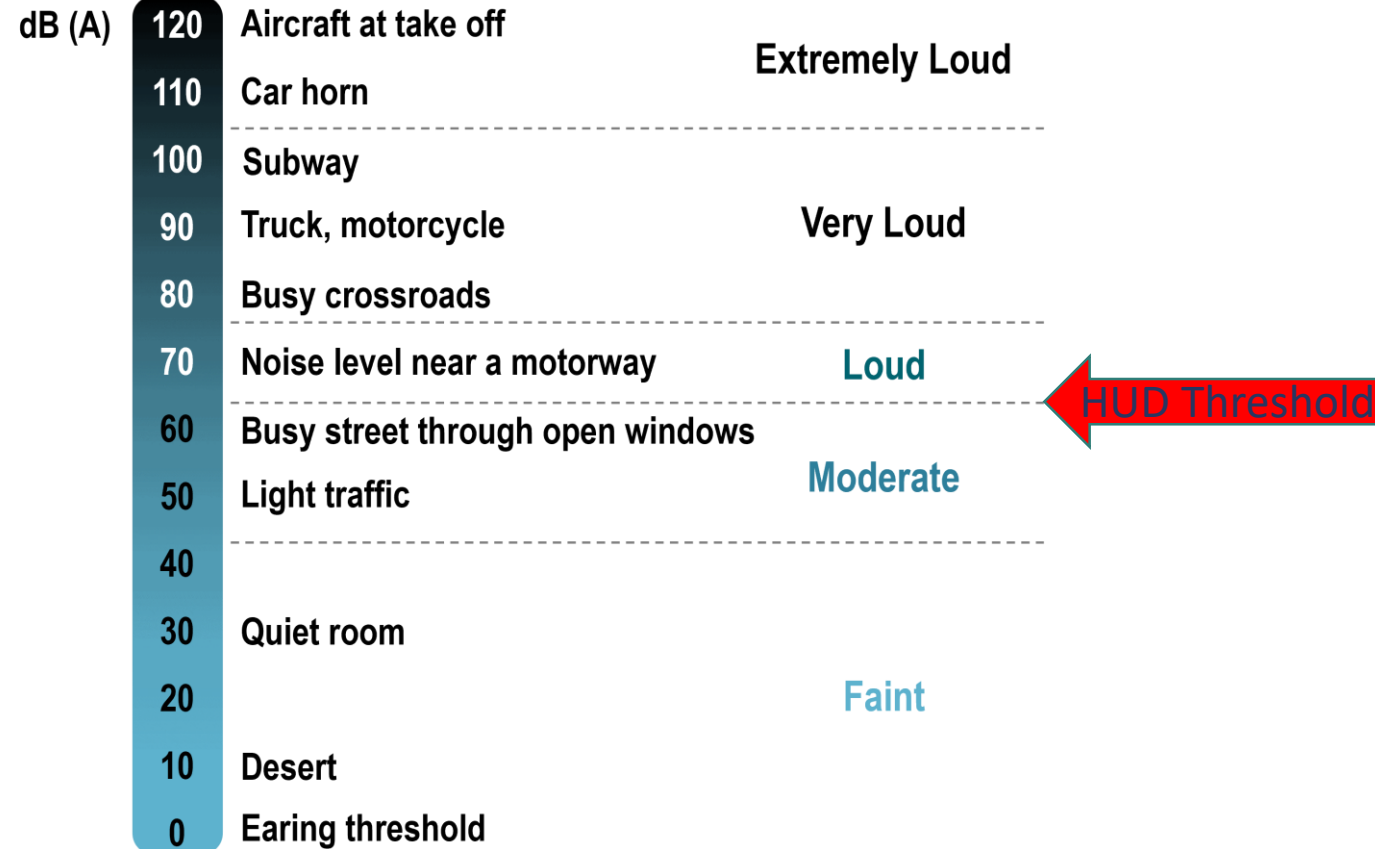 dB (A) 120 Aircraft at take off
Extremely Loud
110 Car horn
100 Subway
90 Truck, motorcycle Very Loud
80 Busy crossroads
70 Noise level near a motorway Loud
HUD Threshold
60 Busy street through open windows
Moderate
50 Light traffic
40
30 Quiet room
20 Faint
10 Desert
0 Earing threshold